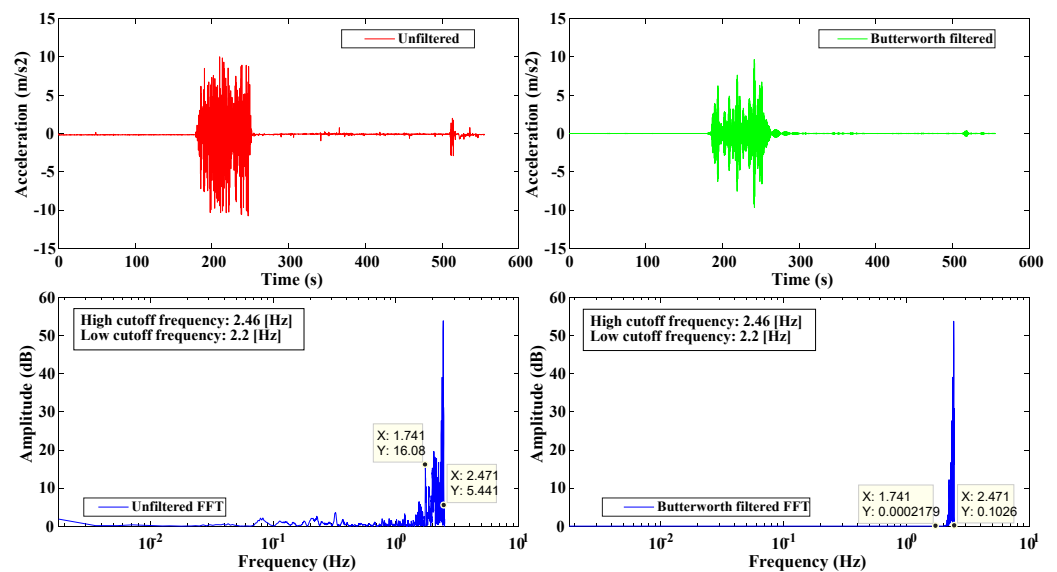 15
10
5
0
-5
-10
-15
Acceleration (m/s2)
Unfiltered
0 100 200 300 400 500 600
Time (s)
15
10
5
0
-5
-10
-15
Acceleration (m/s2)
Butterworth filtered
0 100 200 300 400 500 600
Time (s)
60
50
40
30
20
10
0
Amplitude (dB)
High cutoff frequency: 2.46 [Hz]
Low cutoff frequency: 2.2 [Hz]
X: 1.741
Y: 16.08
X: 2.471
Y: 5.441
Unfiltered FFT
10-2 10-1 100 101
Frequency (Hz)
60
50
40
30
20
10
0
Amplitude (dB)
High cutoff frequency: 2.46 [Hz]
Low cutoff frequency: 2.2 [Hz]
X: 1.741
Y: 0.0002179
X: 2.471
Y: 0.1026
Butterworth filtered FFT
10-2 10-1 100 101
Frequency (Hz)